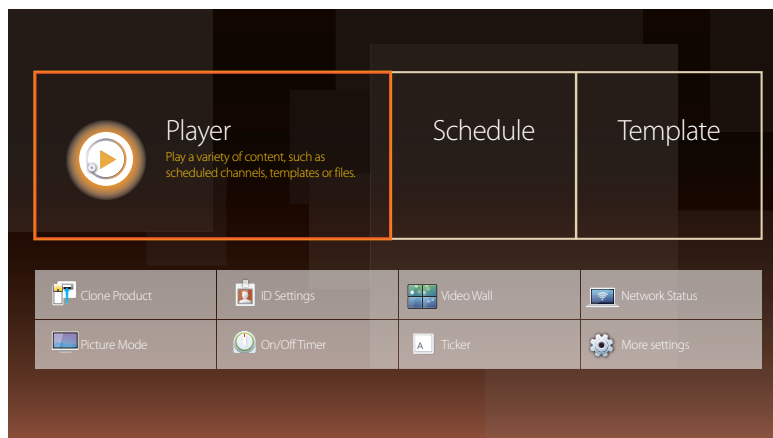 Player
Play a variety of content, such as
scheduled channels, templates or files.
Schedule
Template
Clone Product
ID Settings
Video Wall
Network Status
Picture Mode
On/Off Timer
A
Ticker
More settings